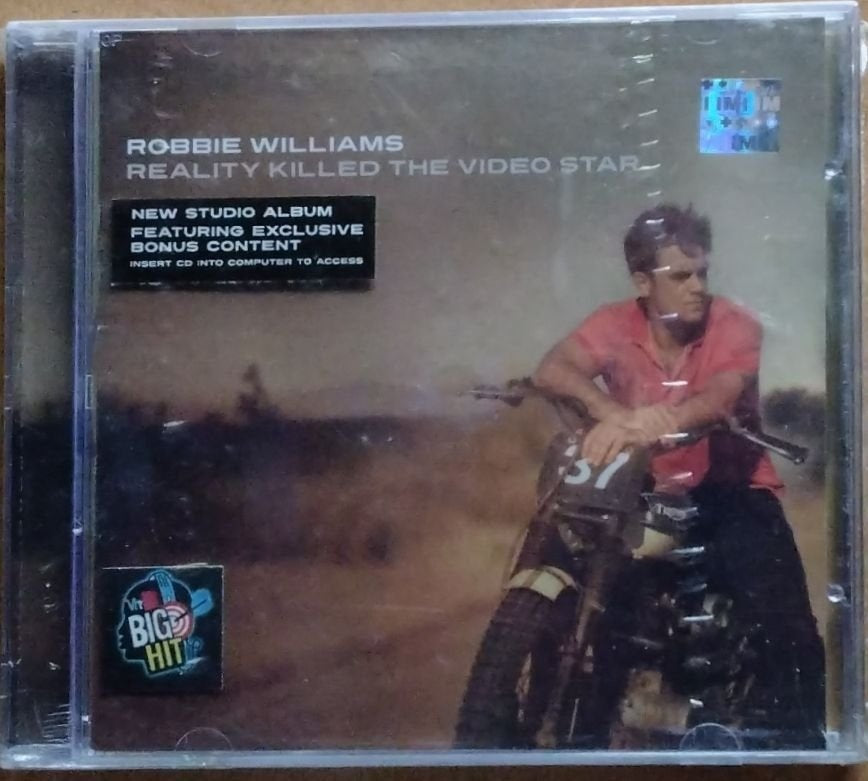 ROBBIE WILLIAMS
REALITY KILLED THE VIDEO STAR
NEW STUDIO ALBUM
FEATURING EXCLUSIVE
BONUS CONTENT
INSERT CD INTO COMPUTER TO ACCESS
IMI
37
BIG
HIT